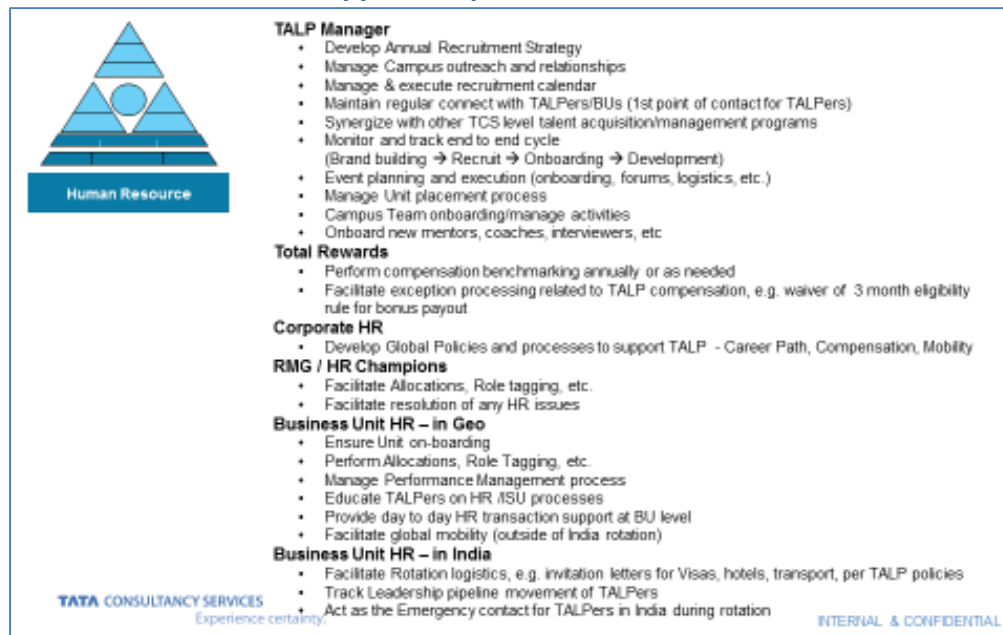 TALP Manager
• Develop Annual Recruitment Strategy
• Manage Campus outreach and relationships
• Manage & execute recruitment calendar
• Maintain regular connect with TALPers/BUs (1st point of contact for TALPers)
• Synergize with other TCS level talent acquisition/management programs
• Monitor and track end to end cycle
(Brand building → Recruit → Onboarding → Development)
• Event planning and execution (onboarding, forums, logistics, etc.)
• Manage Unit placement process
• Campus Team onboarding/manage activities
• Onboard new mentors, coaches, interviewers, etc
Human Resource
Total Rewards
• Perform compensation benchmarking annually or as needed
• Facilitate exception processing related to TALP compensation, e.g. waiver of 3 month eligibility
rule for bonus payout
Corporate HR
• Develop Global Policies and processes to support TALP - Career Path, Compensation, Mobility
RMG / HR Champions
• Facilitate Allocations, Role tagging, etc.
• Facilitate resolution of any HR issues
Business Unit HR – in Geo
• Ensure Unit on-boarding
• Perform Allocations, Role Tagging, etc.
• Manage Performance Management process
• Educate TALPers on HR /ISU processes
• Provide day to day HR transaction support at BU level
• Facilitate global mobility (outside of India rotation)
Business Unit HR – in India
• Facilitate Rotation logistics, e.g. invitation letters for Visas, hotels, transport, per TALP policies
• Track Leadership pipeline movement of TALPers
• Act as the Emergency contact for TALPers in India during rotation
TATA CONSULTANCY SERVICES
Experience certainty.
INTERNAL & CONFIDENTIAL